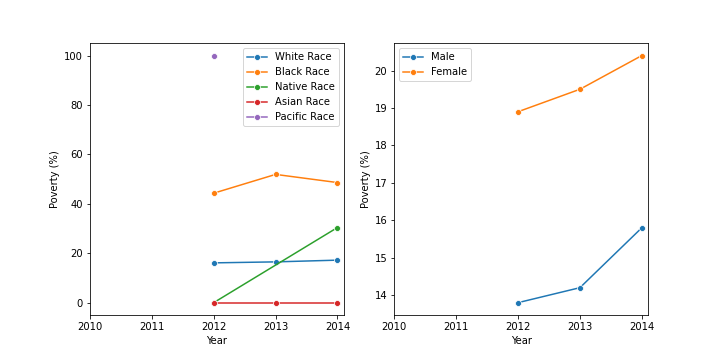 100
80
60
40
20
0
Poverty (%)
2010 2011 2012 2013 2014
Year
White Race
Black Race
Native Race
Asian Race
Pacific Race
20
19
18
17
16
15
14
Poverty (%)
2010 2011 2012 2013 2014
Year
Male
Female